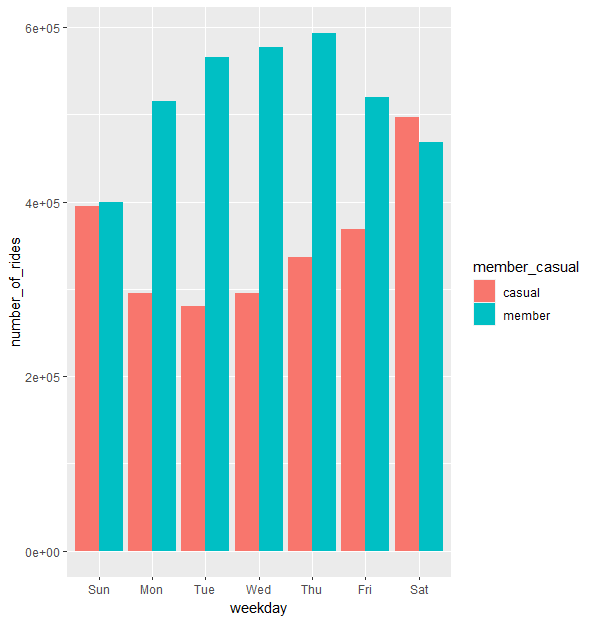 6e+05
4e+05
2e+05
0e+00
number_of_rides
Sun Mon Tue Wed Thu Fri Sat
weekday
member_casual
casual
member